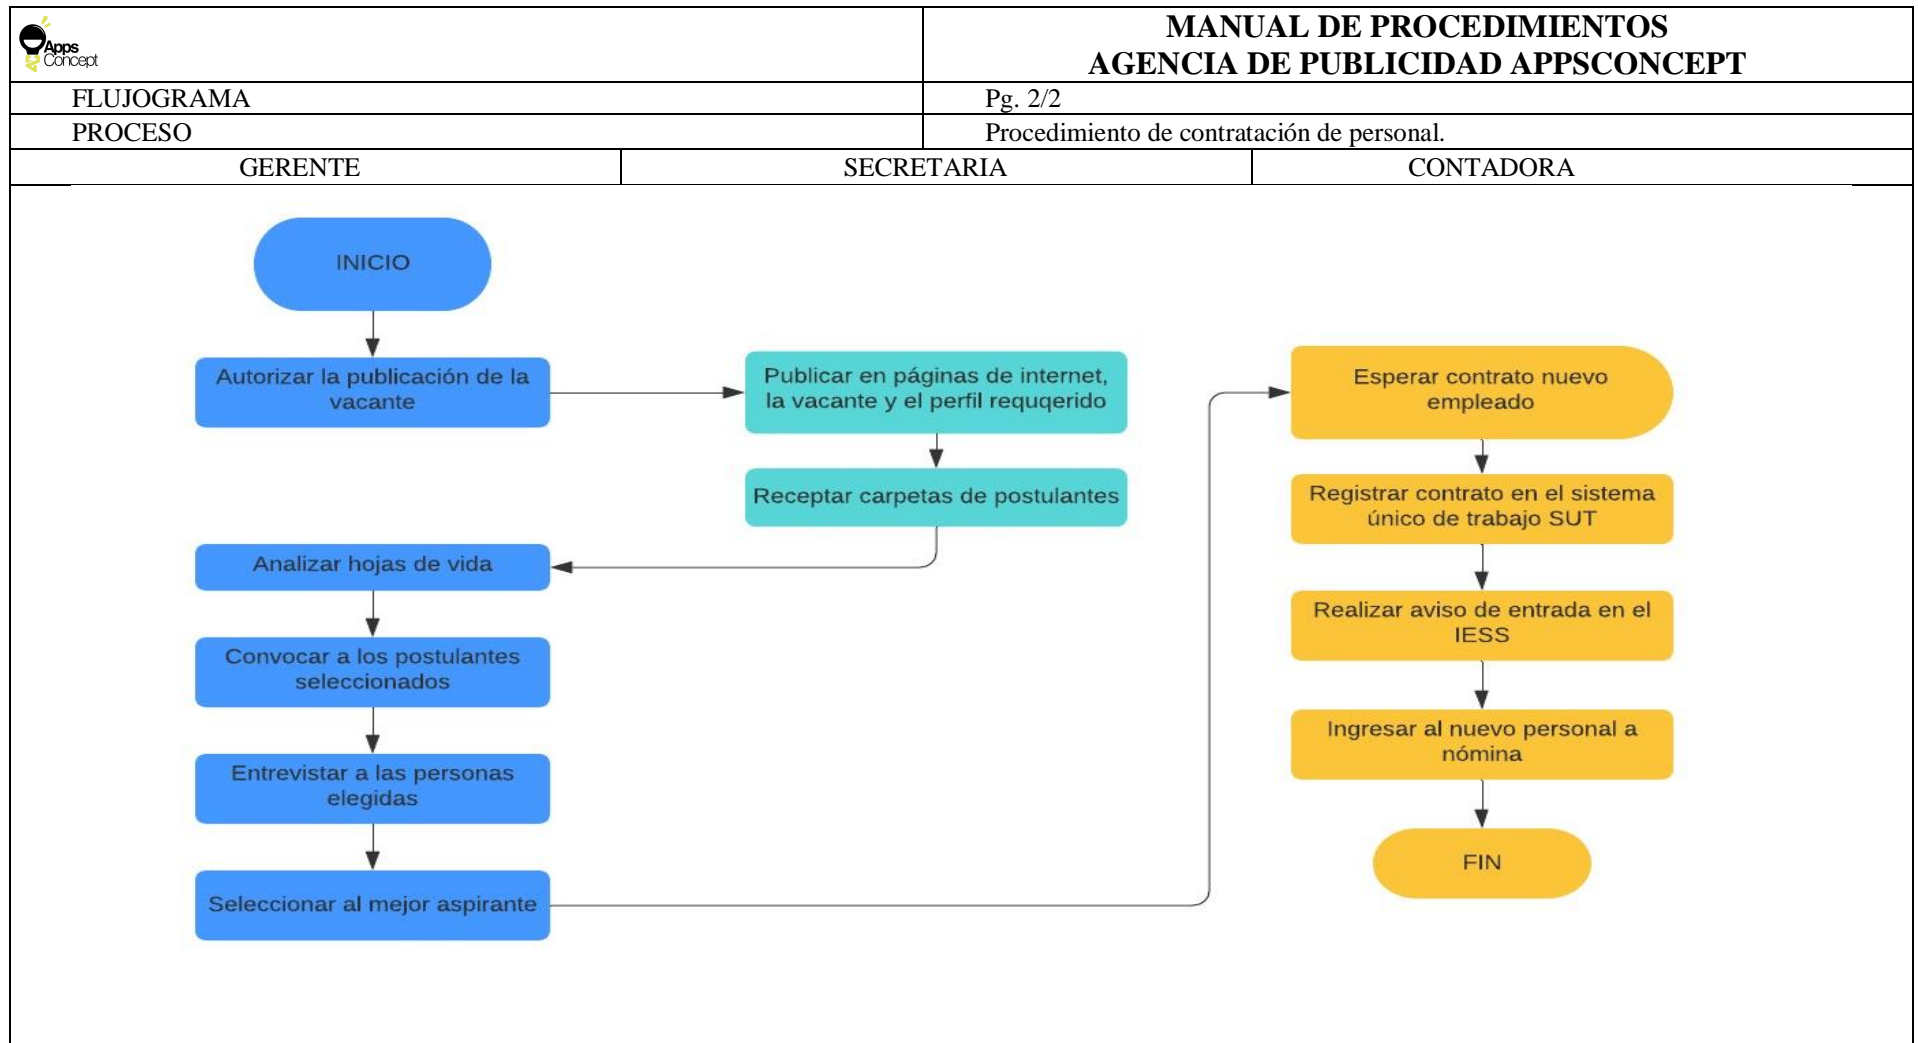 Apps
Concept
MANUAL DE PROCEDIMIENTOS
AGENCIA DE PUBLICIDAD APPSCONCEPT
FLUJOGRAMA
Pg. 2/2
PROCESO
Procedimiento de contratación de personal.
GERENTE
SECRETARIA
CONTADORA
INICIO
Autorizar la publicación de la
vacante
Publicar en páginas de internet,
la vacante y el perfil requqerido
Receptar carpetas de postulantes
Analizar hojas de vida
Convocar a los postulantes
seleccionados
Entrevistar a las personas
elegidas
Seleccionar al mejor aspirante
Esperar contrato nuevo
empleado
Registrar contrato en el sistema
único de trabajo SUT
Realizar aviso de entrada en el
IESS
Ingresar al nuevo personal a
nómina
FIN